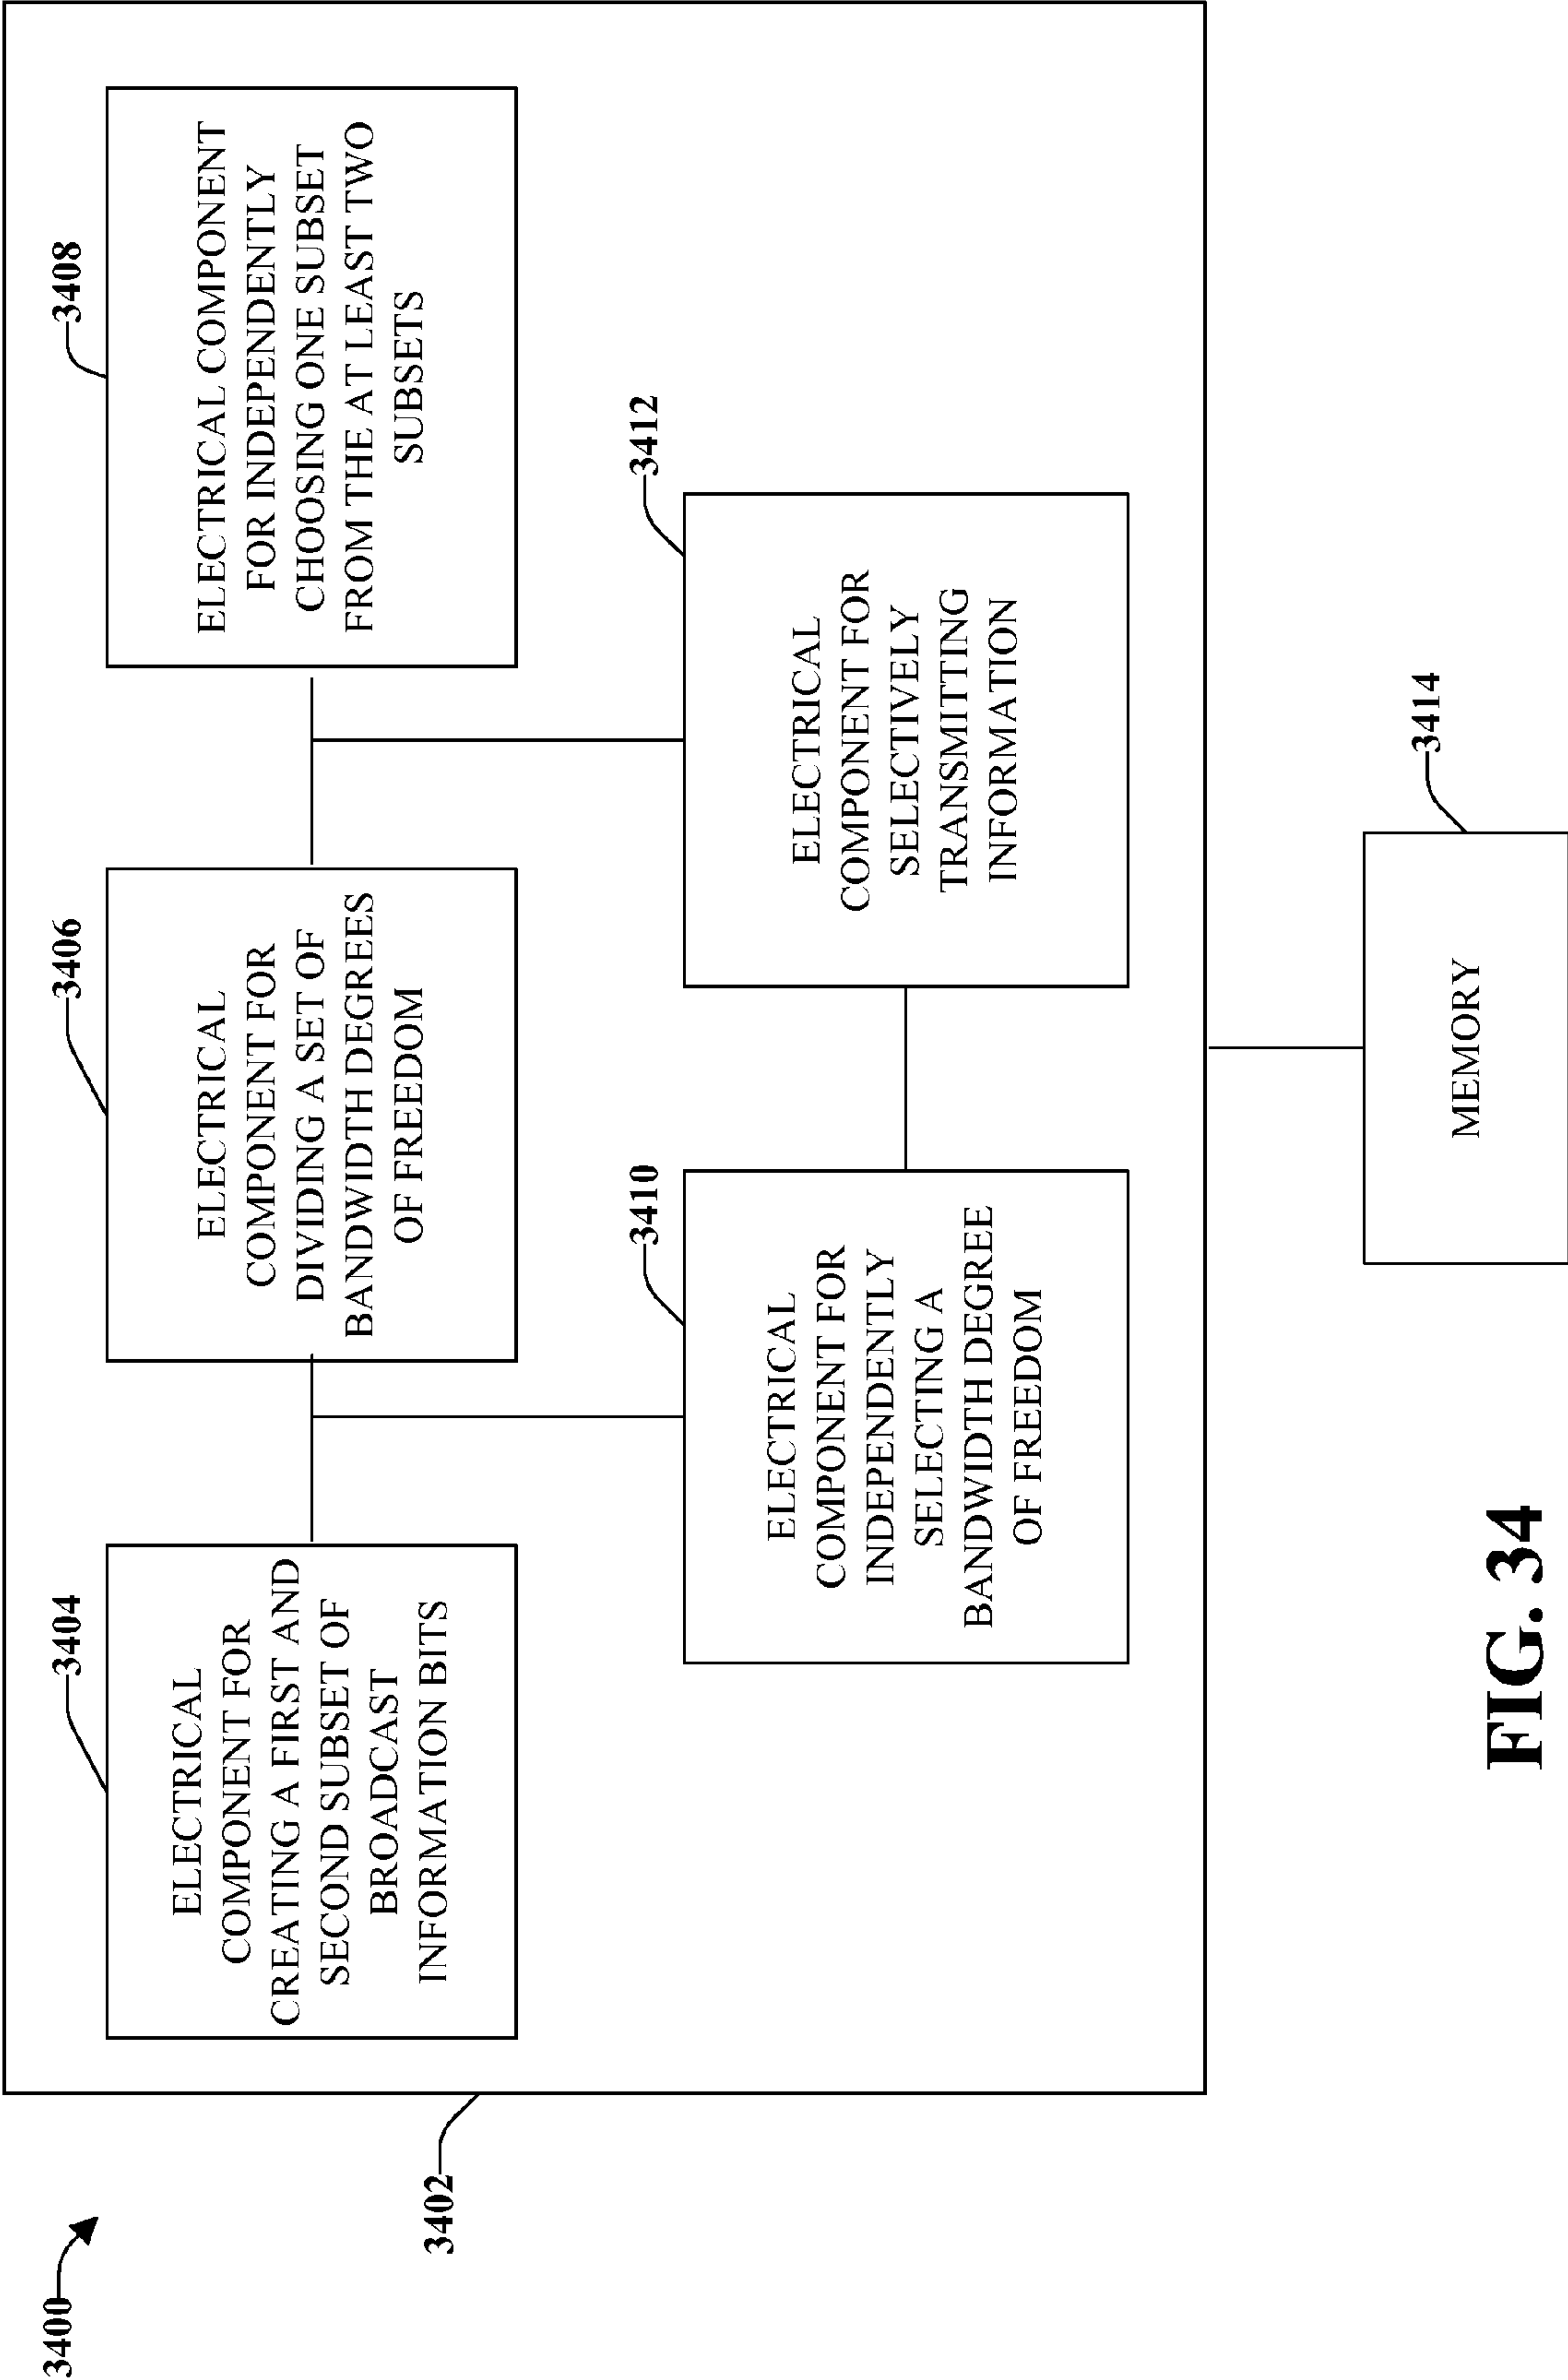 3400
3402
3404
ELECTRICAL
COMPONENT FOR
CREATING A FIRST AND
SECOND SUBSET OF
BROADCAST
INFORMATION BITS
3406
ELECTRICAL
COMPONENT FOR
DIVIDING A SET OF
BANDWIDTH DEGREES
OF FREEDOM
3408
ELECTRICAL COMPONENT
FOR INDEPENDENTLY
CHOOSING ONE SUBSET
FROM THE AT LEAST TWO
SUBSETS
3410
ELECTRICAL
COMPONENT FOR
INDEPENDENTLY
SELECTING A
BANDWIDTH DEGREE
OF FREEDOM
3412
ELECTRICAL
COMPONENT FOR
SELECTIVELY
TRANSMITTING
INFORMATION
3414
MEMORY
FIG. 34